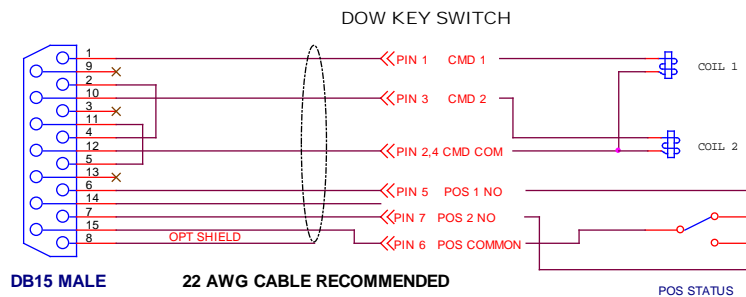 DOW KEY SWITCH
1
9
2
10
3
11
4
12
5
13
6
14
7
15
8
PIN 1 CMD 1
PIN 3 CMD 2
PIN 2,4 CMD COM
PIN 5 POS 1 NO
PIN 7 POS 2 NO
PIN 6 POS COMMON
OPT SHIELD
COIL 1
COIL 2
DB15 MALE
22 AWG CABLE RECOMMENDED
POS STATUS